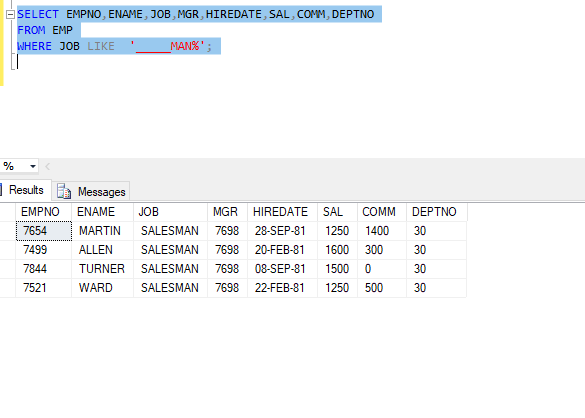 SELECT EMPNO,ENAME,JOB,MGR,HIREDATE,SAL,COMM,DEPTNO
FROM EMP
WHERE JOB LIKE '_____MAN%';
%
Results Messages
EMPNO ENAME JOB MGR HIREDATE SAL COMM DEPTNO
7654 MARTIN SALESMAN 7698 28-SEP-81 1250 1400 30
7499 ALLEN SALESMAN 7698 20-FEB-81 1600 300 30
7844 TURNER SALESMAN 7698 08-SEP-81 1500 0 30
7521 WARD SALESMAN 7698 22-FEB-81 1250 500 30